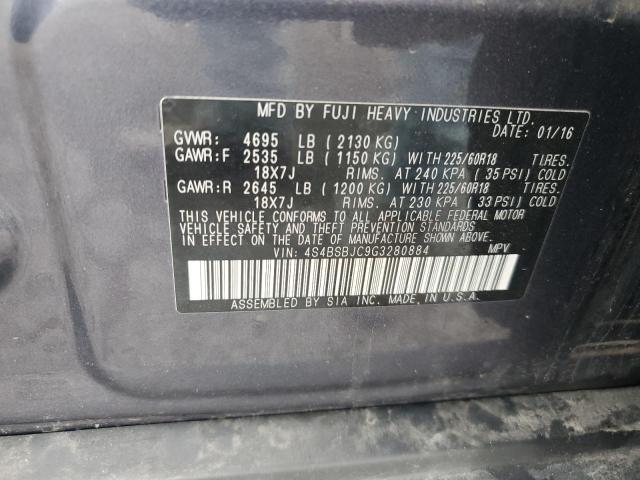 MFD BY FUJI HEAVY INDUSTRIES LTD.
DATE: 01/16
GVWR: 4695 LB (2130 KG)
GAWR:F 2535 LB (1150 KG) WITH 225/60R18 TIRES.
18X7J RIMS. AT 240 KPA (35 PSI) COLD
GAWR:R 2645 LB (1200 KG) WITH 225/60R18 TIRES.
18X7J RIMS. AT 230 KPA (33 PSI) COLD
THIS VEHICLE CONFORMS TO ALL APPLICABLE FEDERAL MOTOR
VEHICLE SAFETY BUMPER, AND THEFT PREVENTION STANDARDS
IN EFFECT ON THE DATE OF MANUFACTURE SHOWN ABOVE.
VIN: 4S4BSBJC9G3280884 MPV
ASSEMBLED BY SIA INC. MADE IN U.S.A.